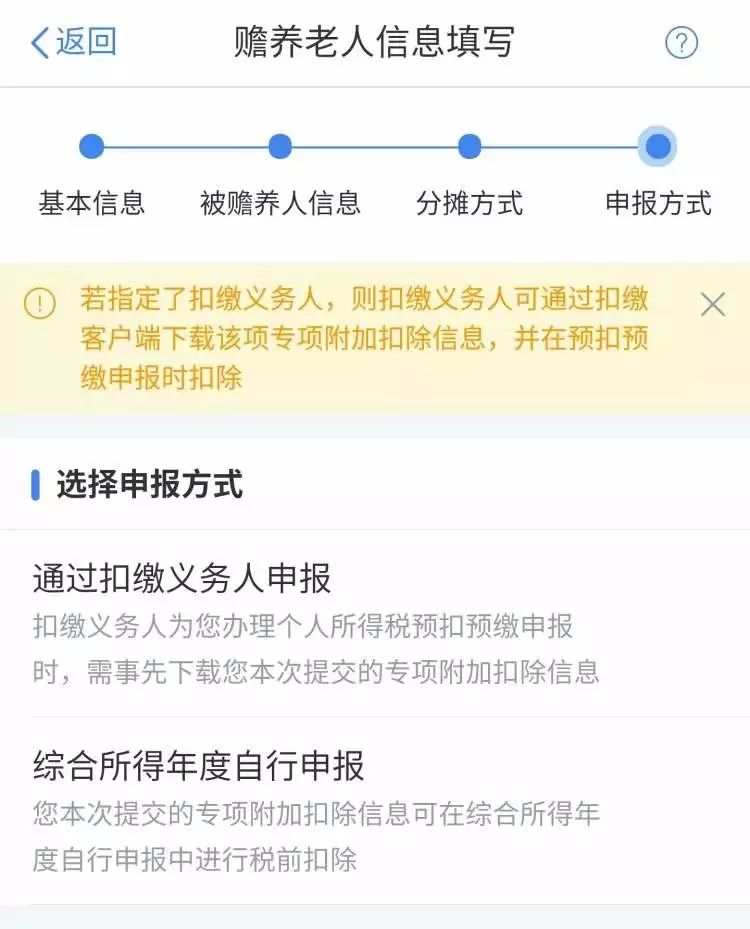 返回
赡养老人信息填写
基本信息
被赡养人信息
分摊方式
申报方式
若指定了扣缴义务人，则扣缴义务人可通过扣缴
客户端下载该项专项附加扣除信息，并在预扣预
缴申报时扣除
选择申报方式
通过扣缴义务人申报
扣缴义务人为您办理个人所得税预扣预缴申报
时，需事先下载您本次提交的专项附加扣除信息
综合所得年度自行申报
您本次提交的专项附加扣除信息可在综合所得年
度自行申报中进行税前扣除